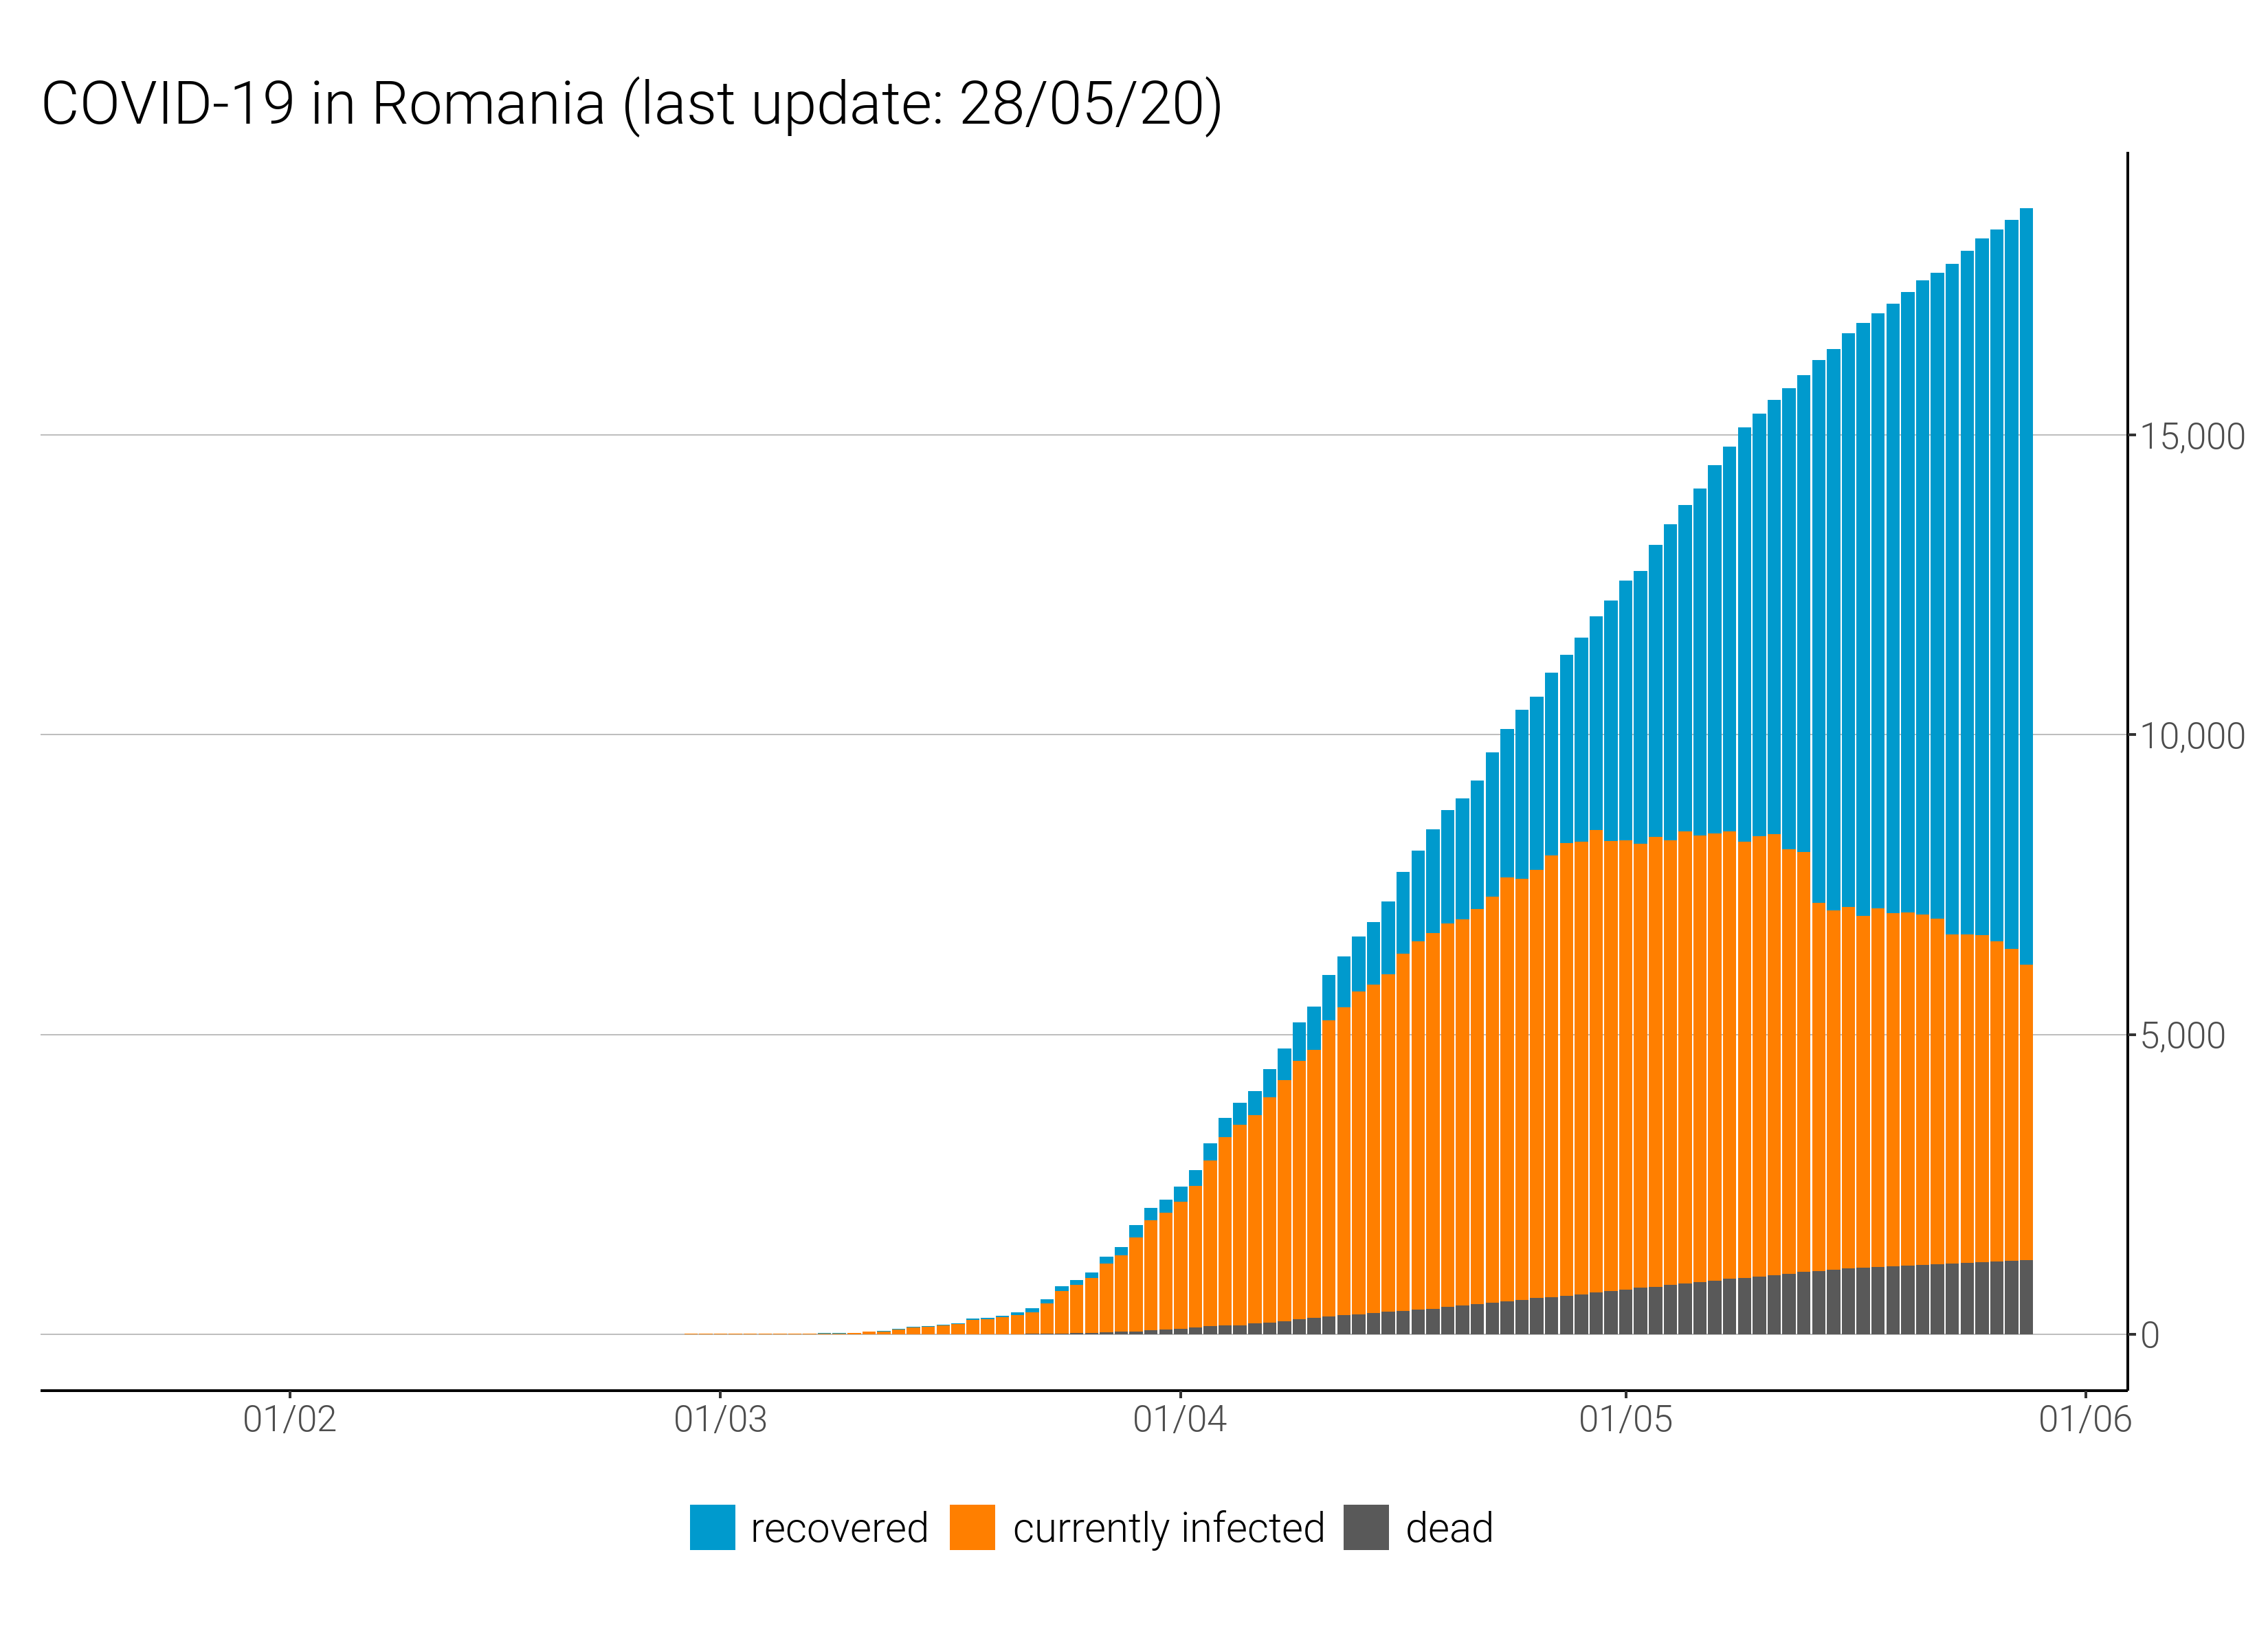 COVID-19 in Romania (last update: 28/05/20)
15,000
10,000
5,000
0
01/02 01/03 01/04 01/05 01/06
recovered currently infected dead